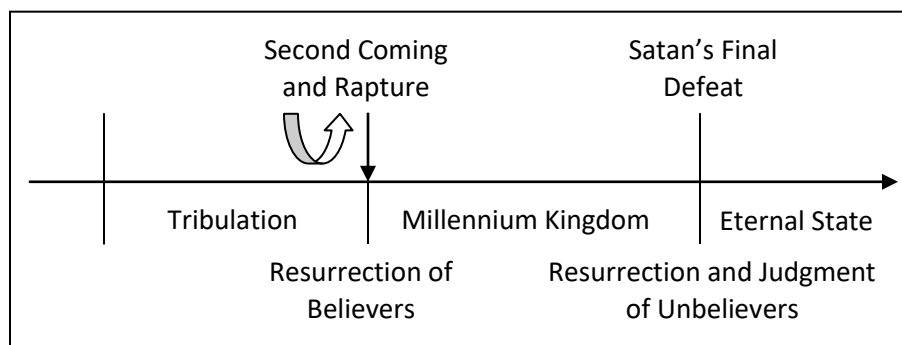 Second Coming
and Rapture
Satan’s Final
Defeat
Tribulation
Millennium Kingdom
Eternal State
Resurrection of
Believers
Resurrection and Judgment
of Unbelievers